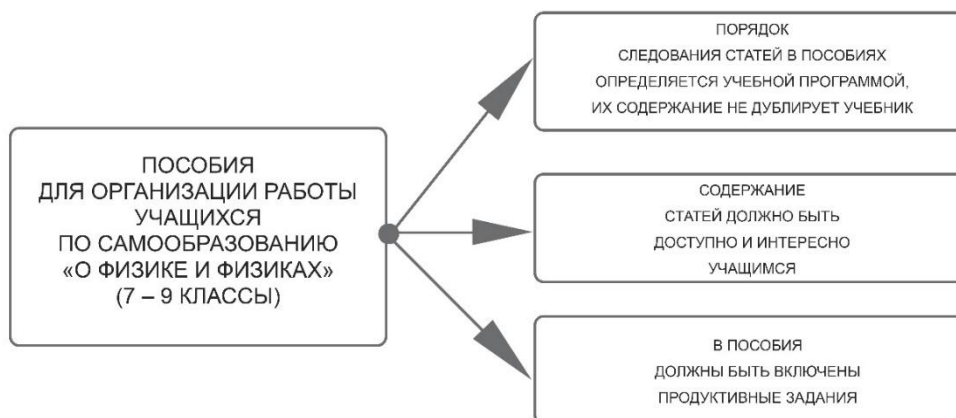 ПОСОБИЯ
ДЛЯ ОРГАНИЗАЦИИ РАБОТЫ
УЧАЩИХСЯ
ПО САМООБРАЗОВАНИЮ
«О ФИЗИКЕ И ФИЗИКАХ»
(7 – 9 КЛАССЫ)
ПОРЯДОК
СЛЕДОВАНИЯ СТАТЕЙ В ПОСОБИЯХ
ОПРЕДЕЛЯЕТСЯ УЧЕБНОЙ ПРОГРАММОЙ,
ИХ СОДЕРЖАНИЕ НЕ ДУБЛИРУЕТ УЧЕБНИК
СОДЕРЖАНИЕ
СТАТЕЙ ДОЛЖНО БЫТЬ
ДОСТУПНО И ИНТЕРЕСНО
УЧАЩИМСЯ
В ПОСОБИЯ
ДОЛЖНЫ БЫТЬ ВКЛЮЧЕНЫ
ПРОДУКТИВНЫЕ ЗАДАНИЯ